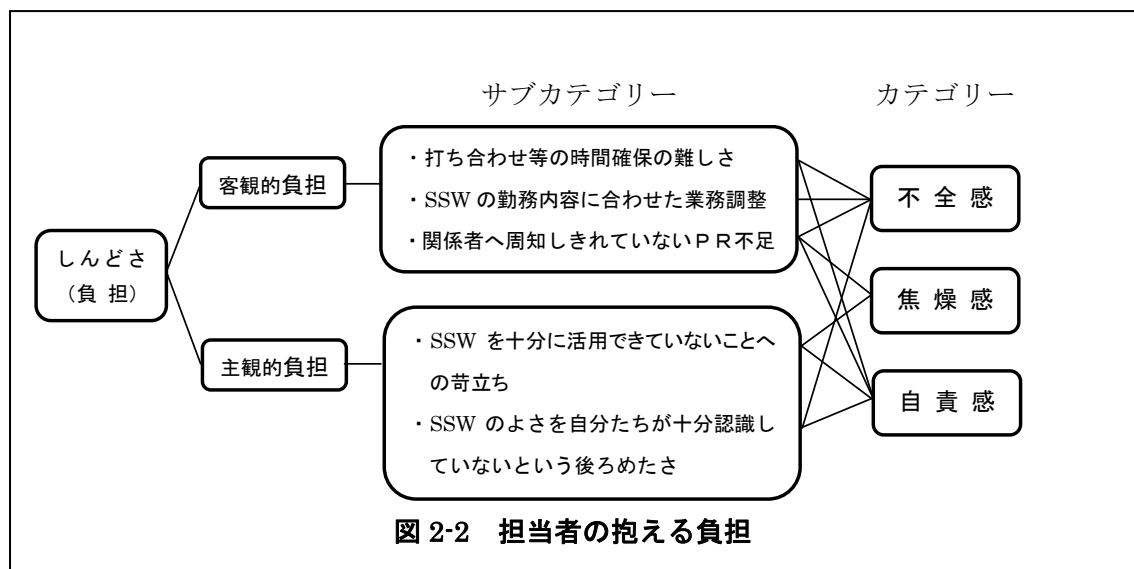 サブカテゴリー
カテゴリー
しんどさ
（負 担）
客観的負担
・打ち合わせ等の時間確保の難しさ
・SSW の勤務内容に合わせた業務調整
・関係者へ周知しきれていないＰＲ不足
主観的負担
・SSW を十分に活用できていないことへ
の苛立ち
・SSW のよさを自分たちが十分認識し
ていないという後ろめたさ
不 全 感
焦 燥 感
自 責 感
図 2-2　担当者の抱える負担